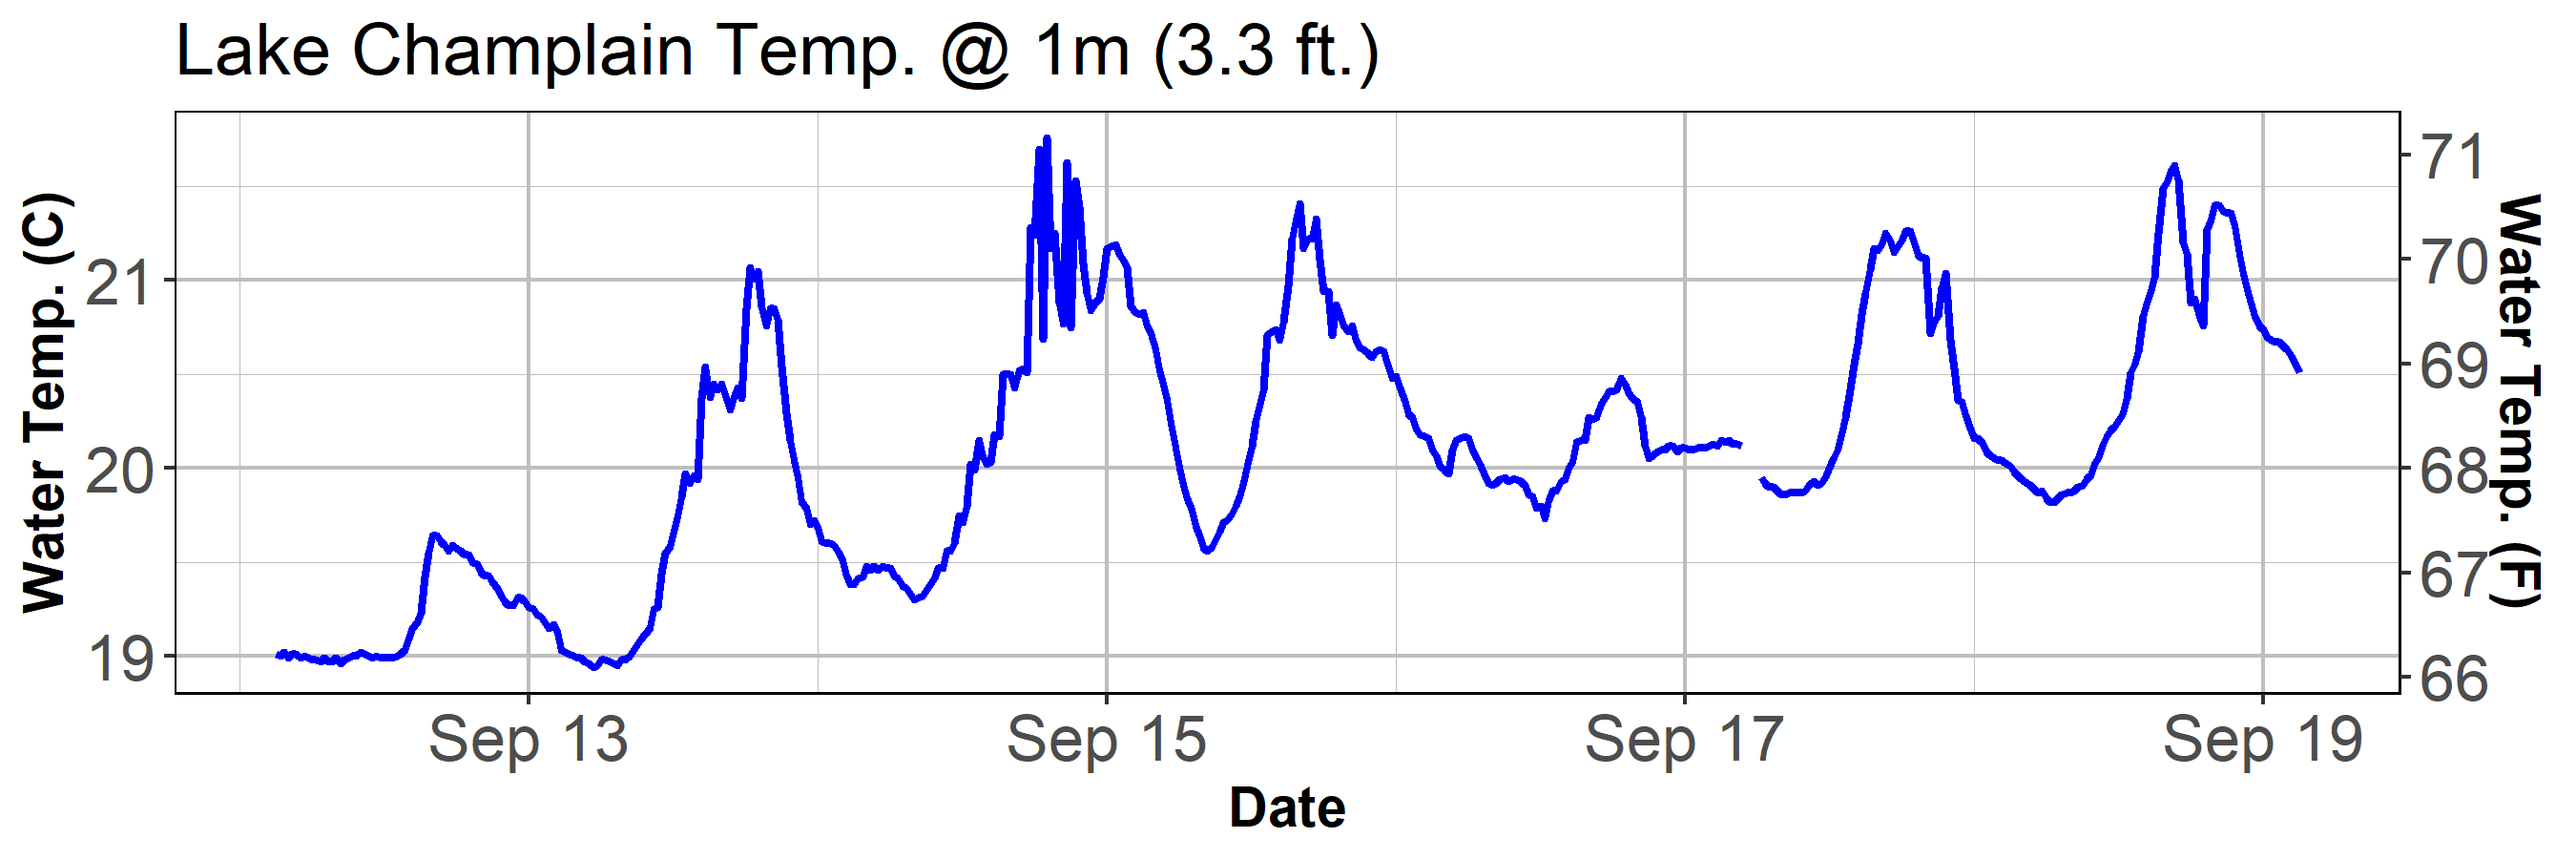 Lake Champlain Temp. @ 1m (3.3 ft.)
Water Temp. (C)
21
20
19
71
70
69
68
67
66
Water Temp. (F)
Sep 13
Sep 15
Sep 17
Sep 19
Date